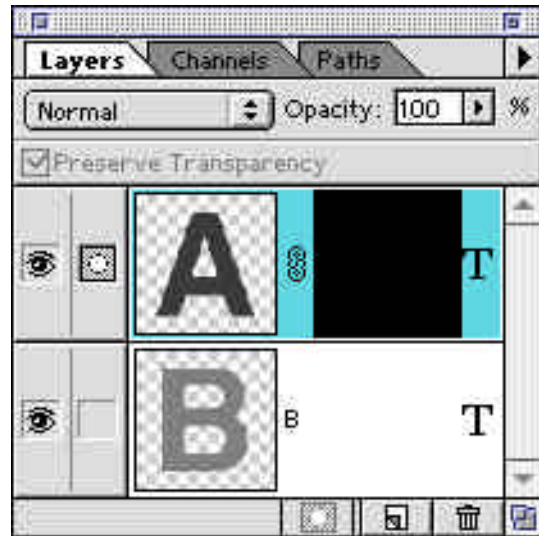 Layers Channels Paths
Normal Opacity: 100 %
Preserve Transparency
A T
B B T